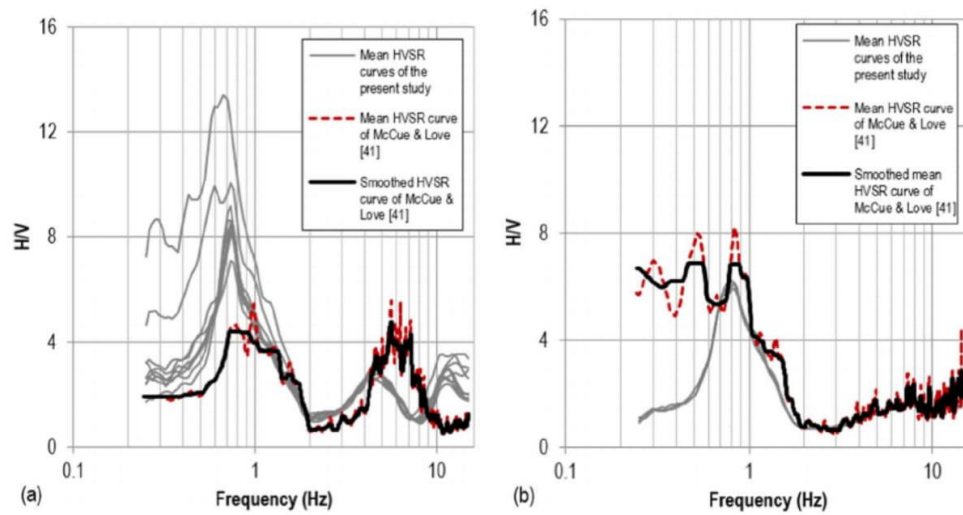 16
12
8
4
0
H/V
0.1
1
10
Frequency (Hz)
(a)
Mean HVSR
curves of the
present study
Mean HVSR curve
of McCue & Love
[41]
Smoothed HSVR
curve of McCue &
Love [41]
16
12
8
4
0
H/V
0.1
1
10
Frequency (Hz)
(b)
Mean HVSR
curves of the
present study
Mean HVSR curve
of McCue & Love
[41]
Smoothed mean
HVSR curve of
McCue & Love [41]